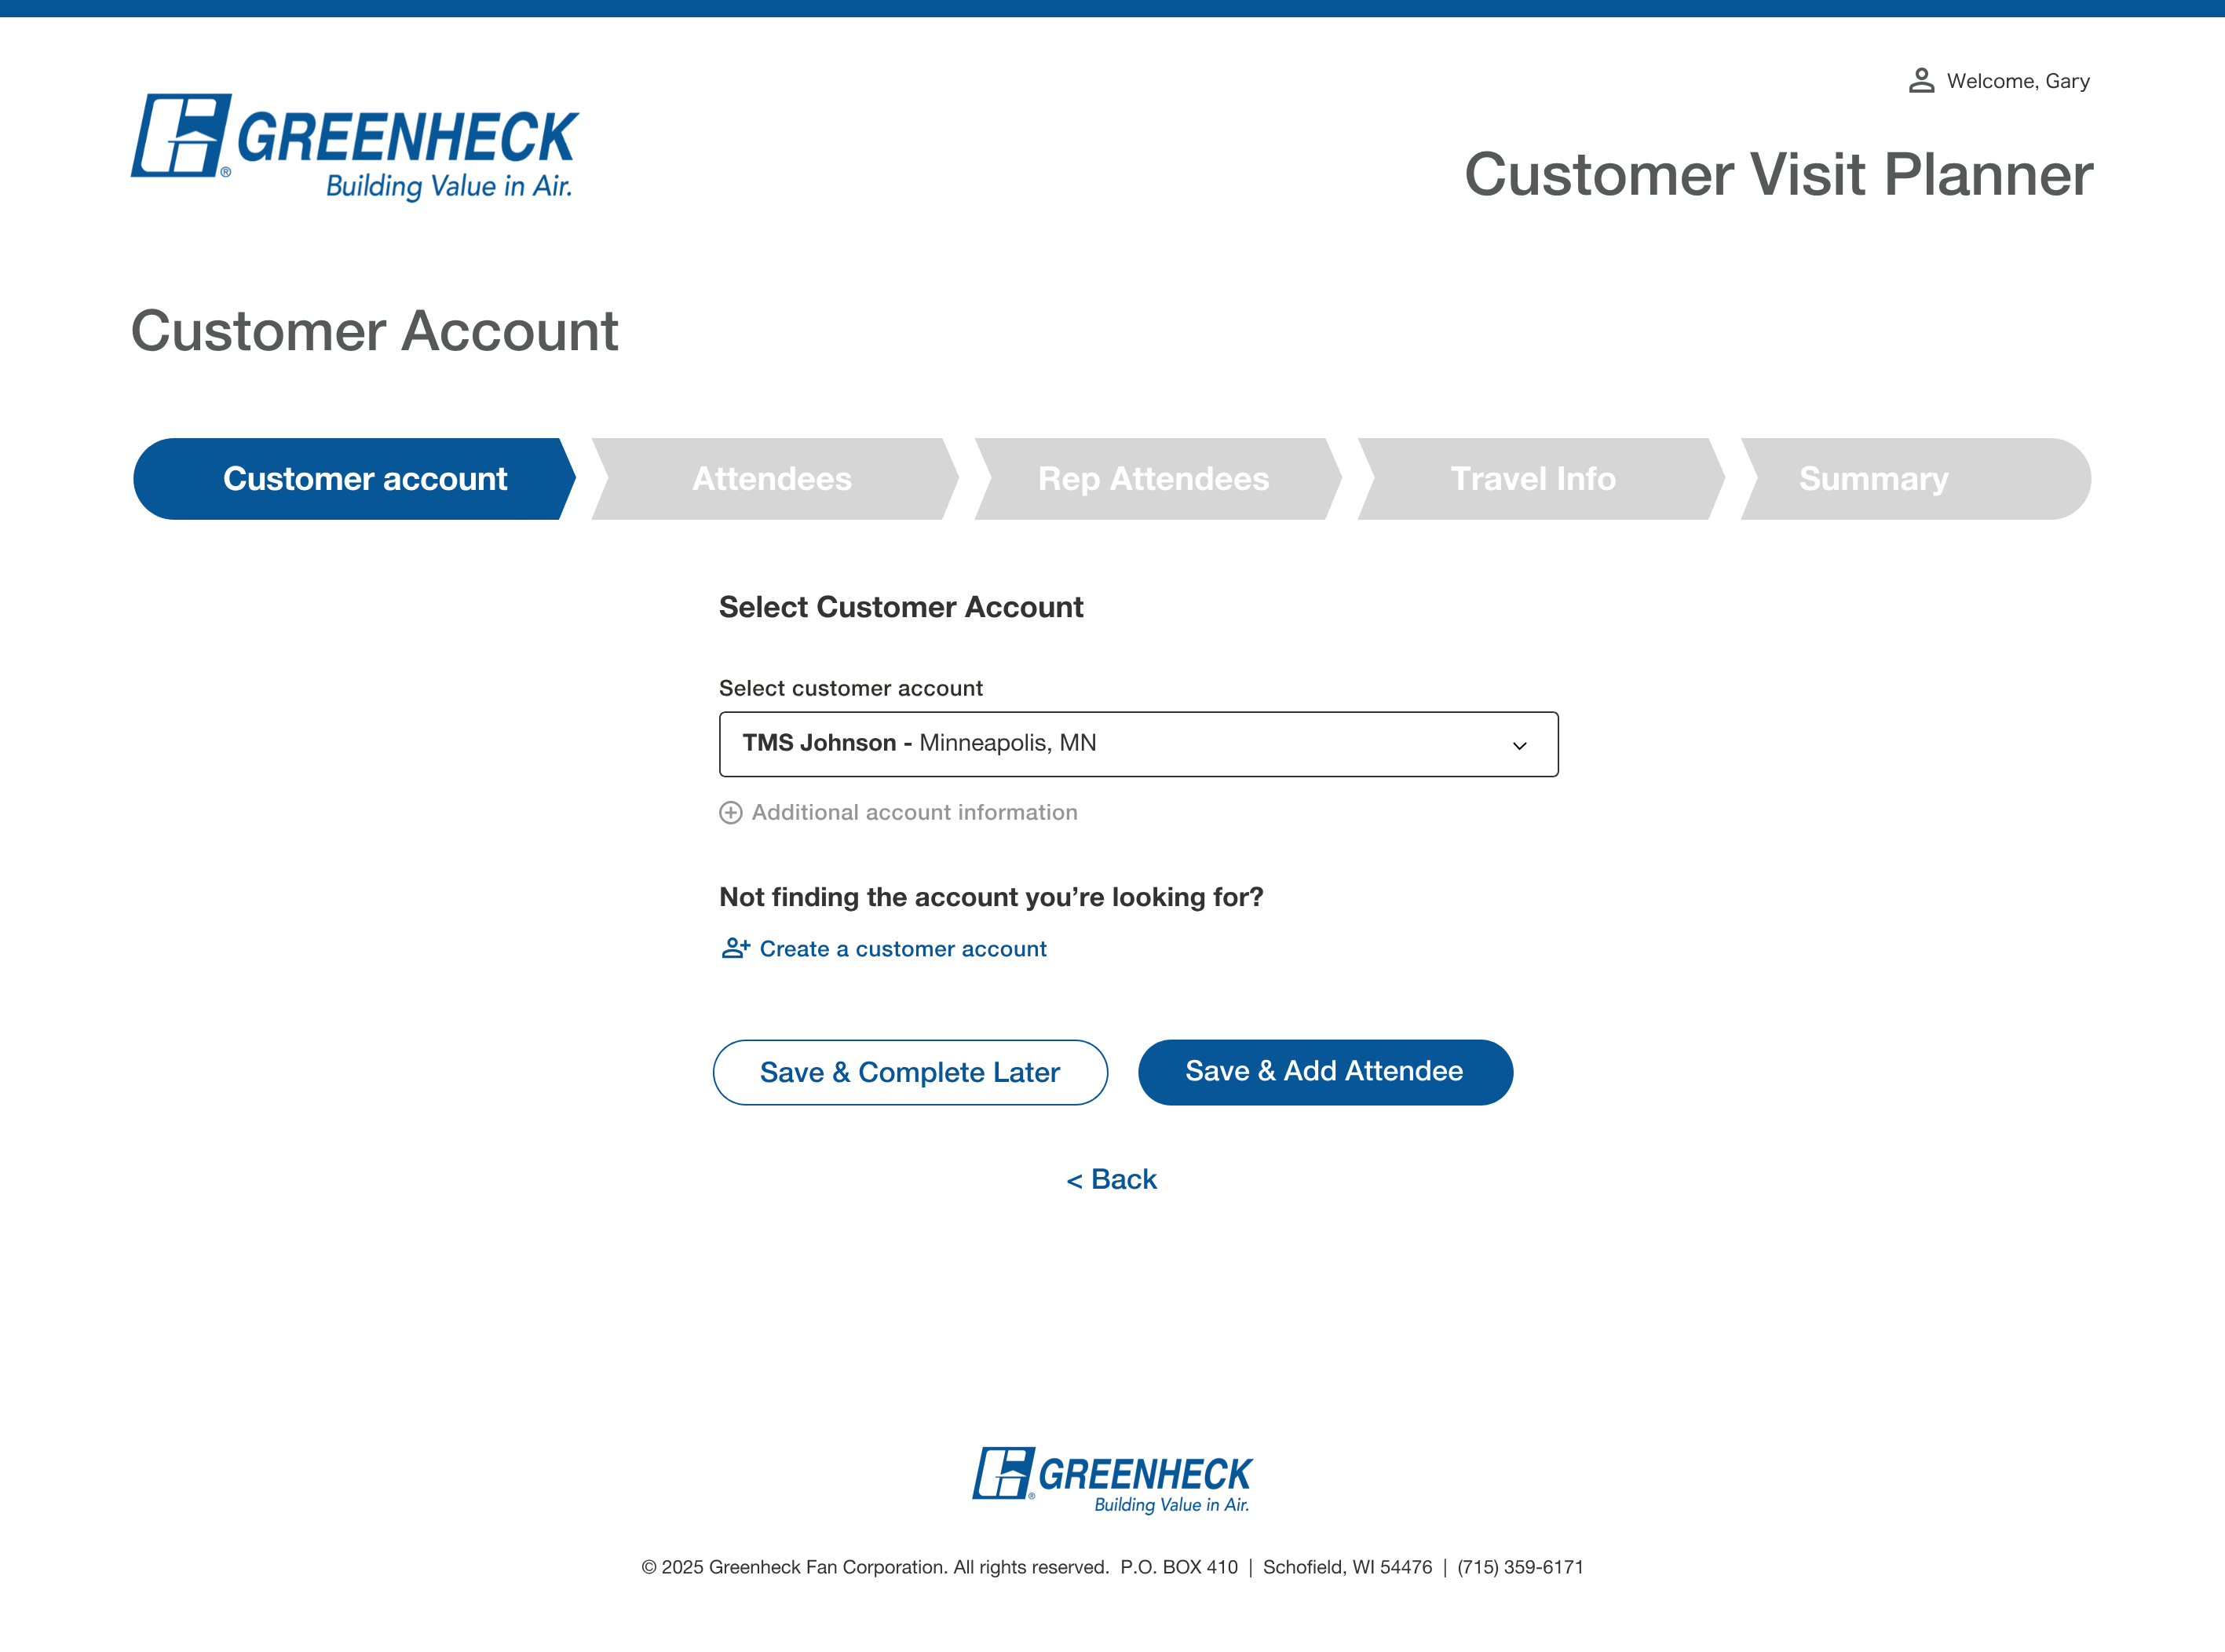 Welcome, Gary
GREENHECK
®
Building Value in Air.
Customer Visit Planner
Customer Account
Customer account
Attendees
Rep Attendees
Travel Info
Summary
Select Customer Account
Select customer account
TMS Johnson - Minneapolis, MN
Additional account information
Not finding the account you’re looking for?
Create a customer account
Save & Complete Later
Save & Add Attendee
< Back
GREENHECK
®
Building Value in Air.
© 2025 Greenheck Fan Corporation. All rights reserved. P.O. BOX 410 | Schofield, WI 54476 | (715) 359-6171